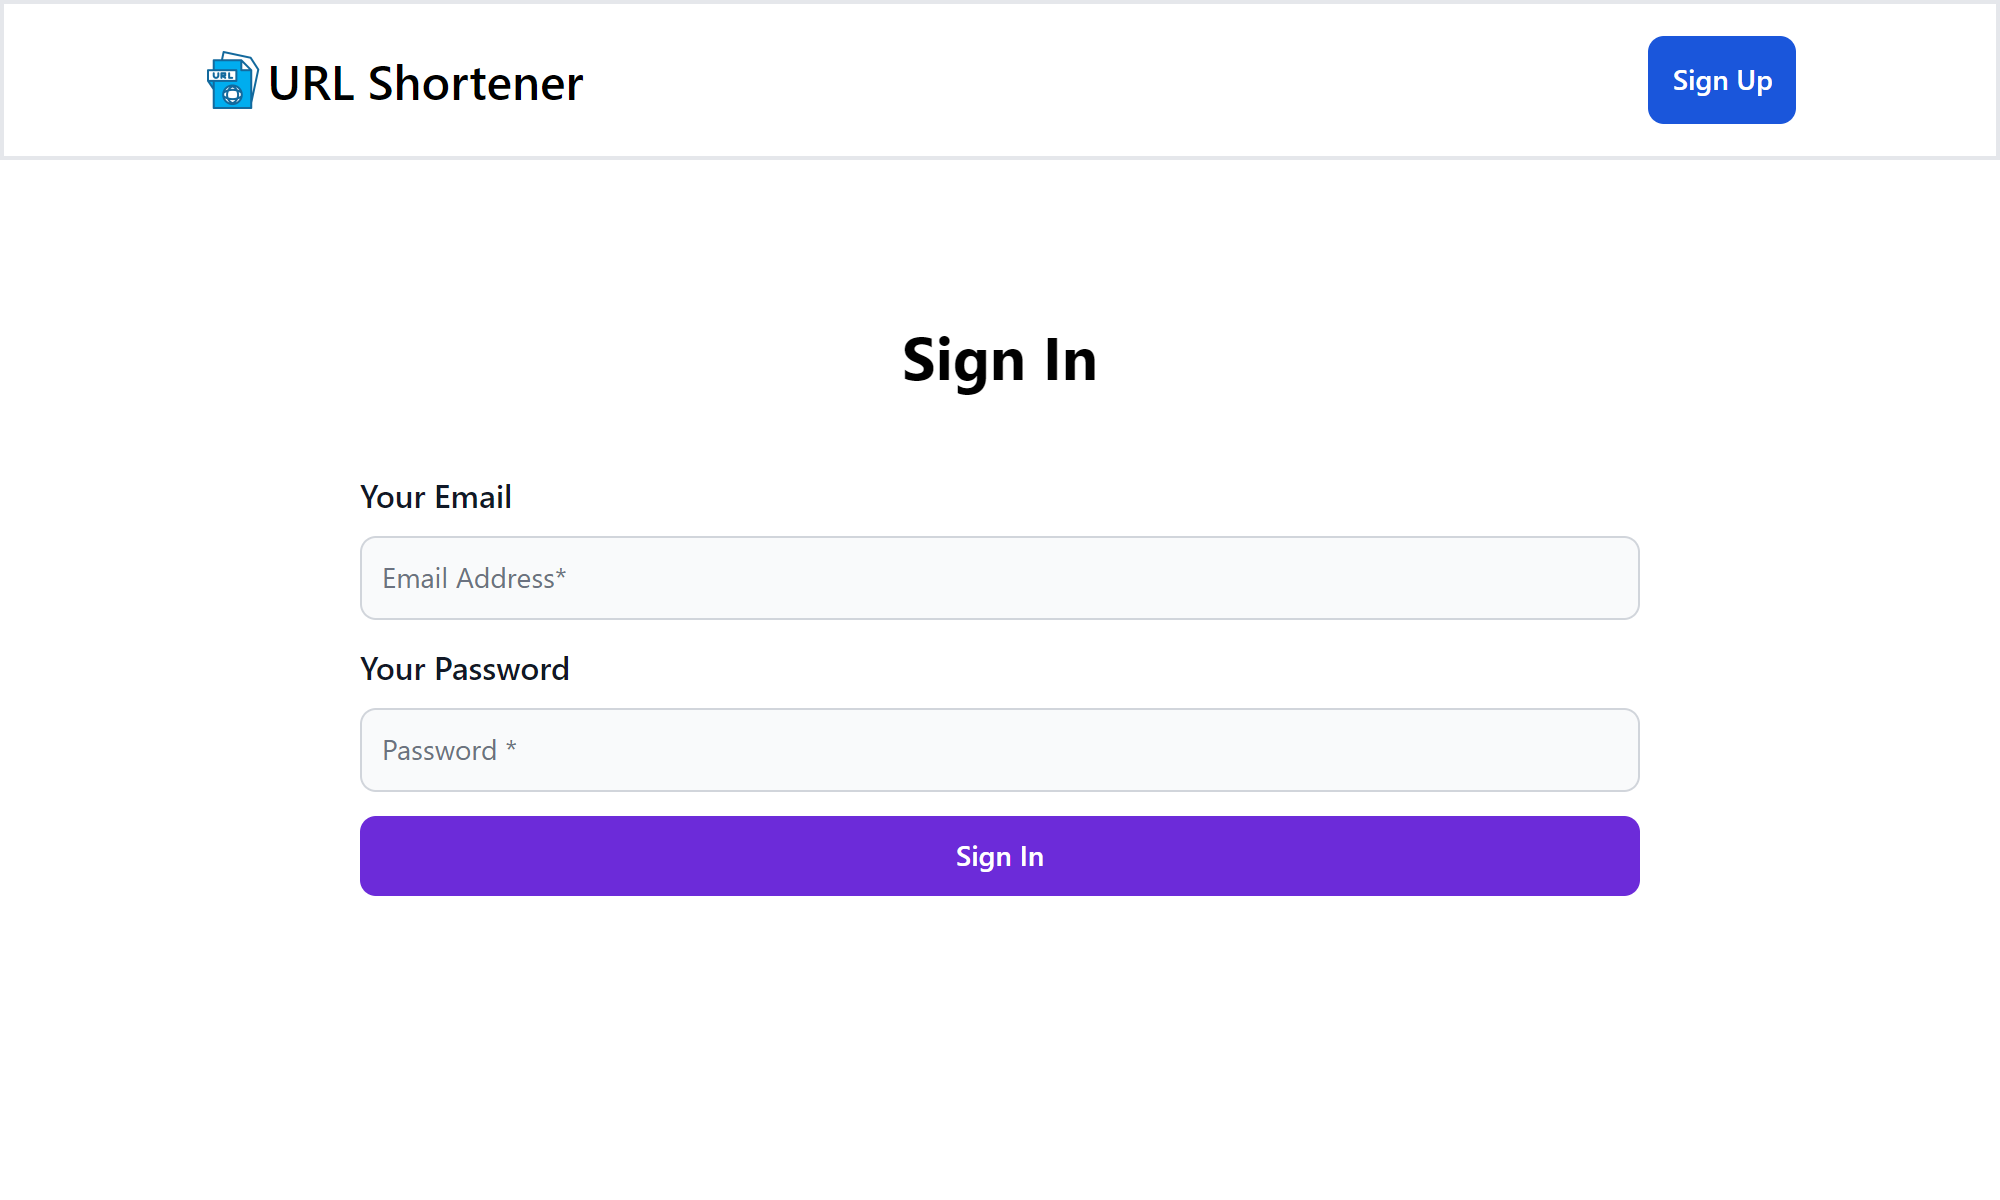 URL
URL Shortener
Sign Up
Sign In
Your Email
Email Address*
Your Password
Password *
Sign In